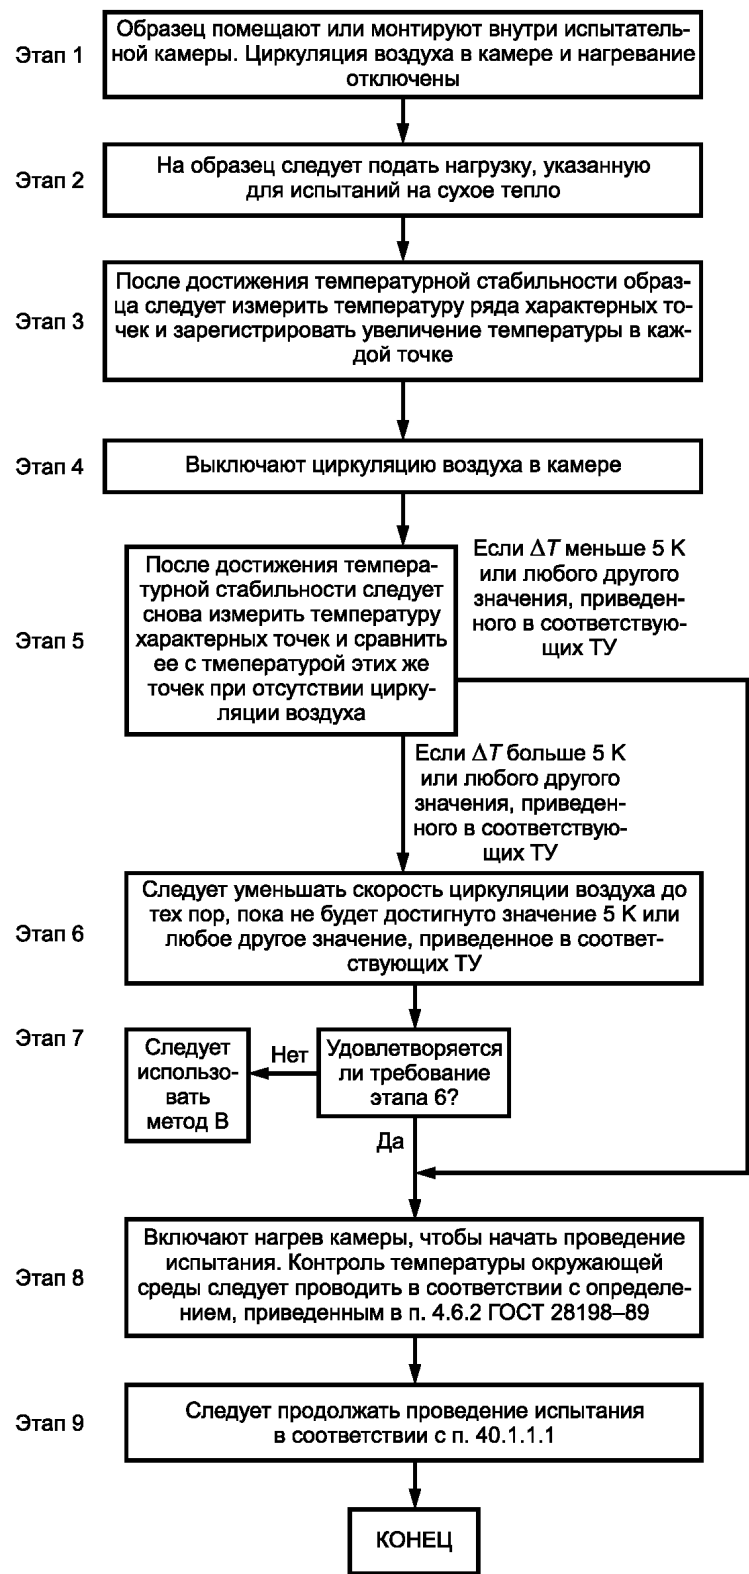 Этап 1
Образец помещают или монтируют внутри испытатель-
ной камеры. Циркуляция воздуха в камере и нагревание
отключены
Этап 2
На образец следует подать нагрузку, указанную
для испытаний на сухое тепло
Этап 3
После достижения температурной стабильности образ-
ца следует измерить температуру ряда характерных то-
чек и зарегистрировать увеличение температуры в каж-
дой точке
Этап 4
Выключают циркуляцию воздуха в камере
Этап 5
После достижения темпера-
турной стабильности следует
снова измерить температуру
характерных точек и сравнить
ее с тмепературой этих же
точек при отсутствии цирку-
ляции воздуха
Если ΔT меньше 5 К
или любого другого
значения, приведен-
ного в соответствую-
щих ТУ
Если ΔT больше 5 К
или любого другого
значения, приведен-
ного в соответствую-
щих ТУ
Этап 6
Следует уменьшать скорость циркуляции воздуха до
тех пор, пока не будет достигнуто значение 5 К или
любое другое значение, приведенное в соответ-
ствующих ТУ
Этап 7
Следует
использо-
вать
метод В
Нет
Удовлетворяется
ли требование
этапа 6?
Да
Этап 8
Включают нагрев камеры, чтобы начать проведение
испытания. Контроль температуры окружающей
среды следует проводить в соответствии с определе-
нием, приведенным в п. 4.6.2 ГОСТ 28198–89
Этап 9
Следует продолжать проведение испытания
в соответствии с п. 40.1.1.1
КОНЕЦ